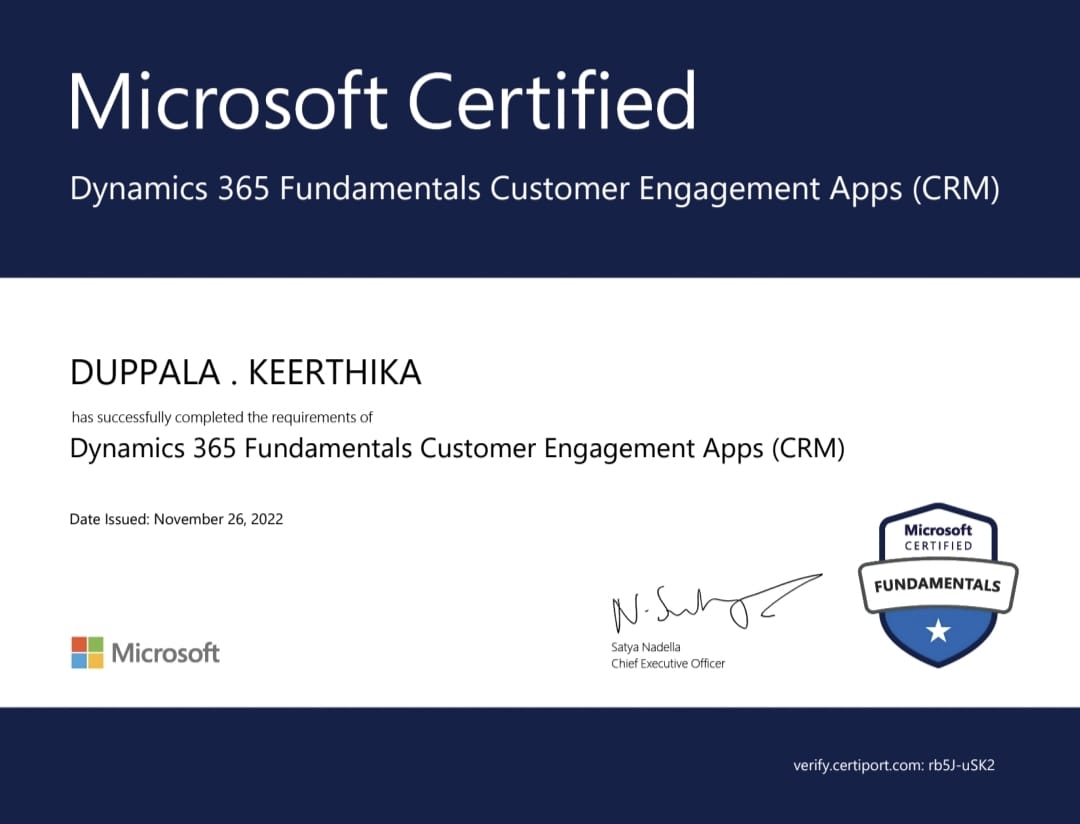 Microsoft Certified
Dynamics 365 Fundamentals Customer Engagement Apps (CRM)
DUPPALA . KEERTHIKA
has successfully completed the requirements of
Dynamics 365 Fundamentals Customer Engagement Apps (CRM)
Date Issued: November 26, 2022
Microsoft
CERTIFIED
FUNDAMENTALS
Satya Nadella
Chief Executive Officer
Microsoft
verify.certiport.com: rb5J-uSK2